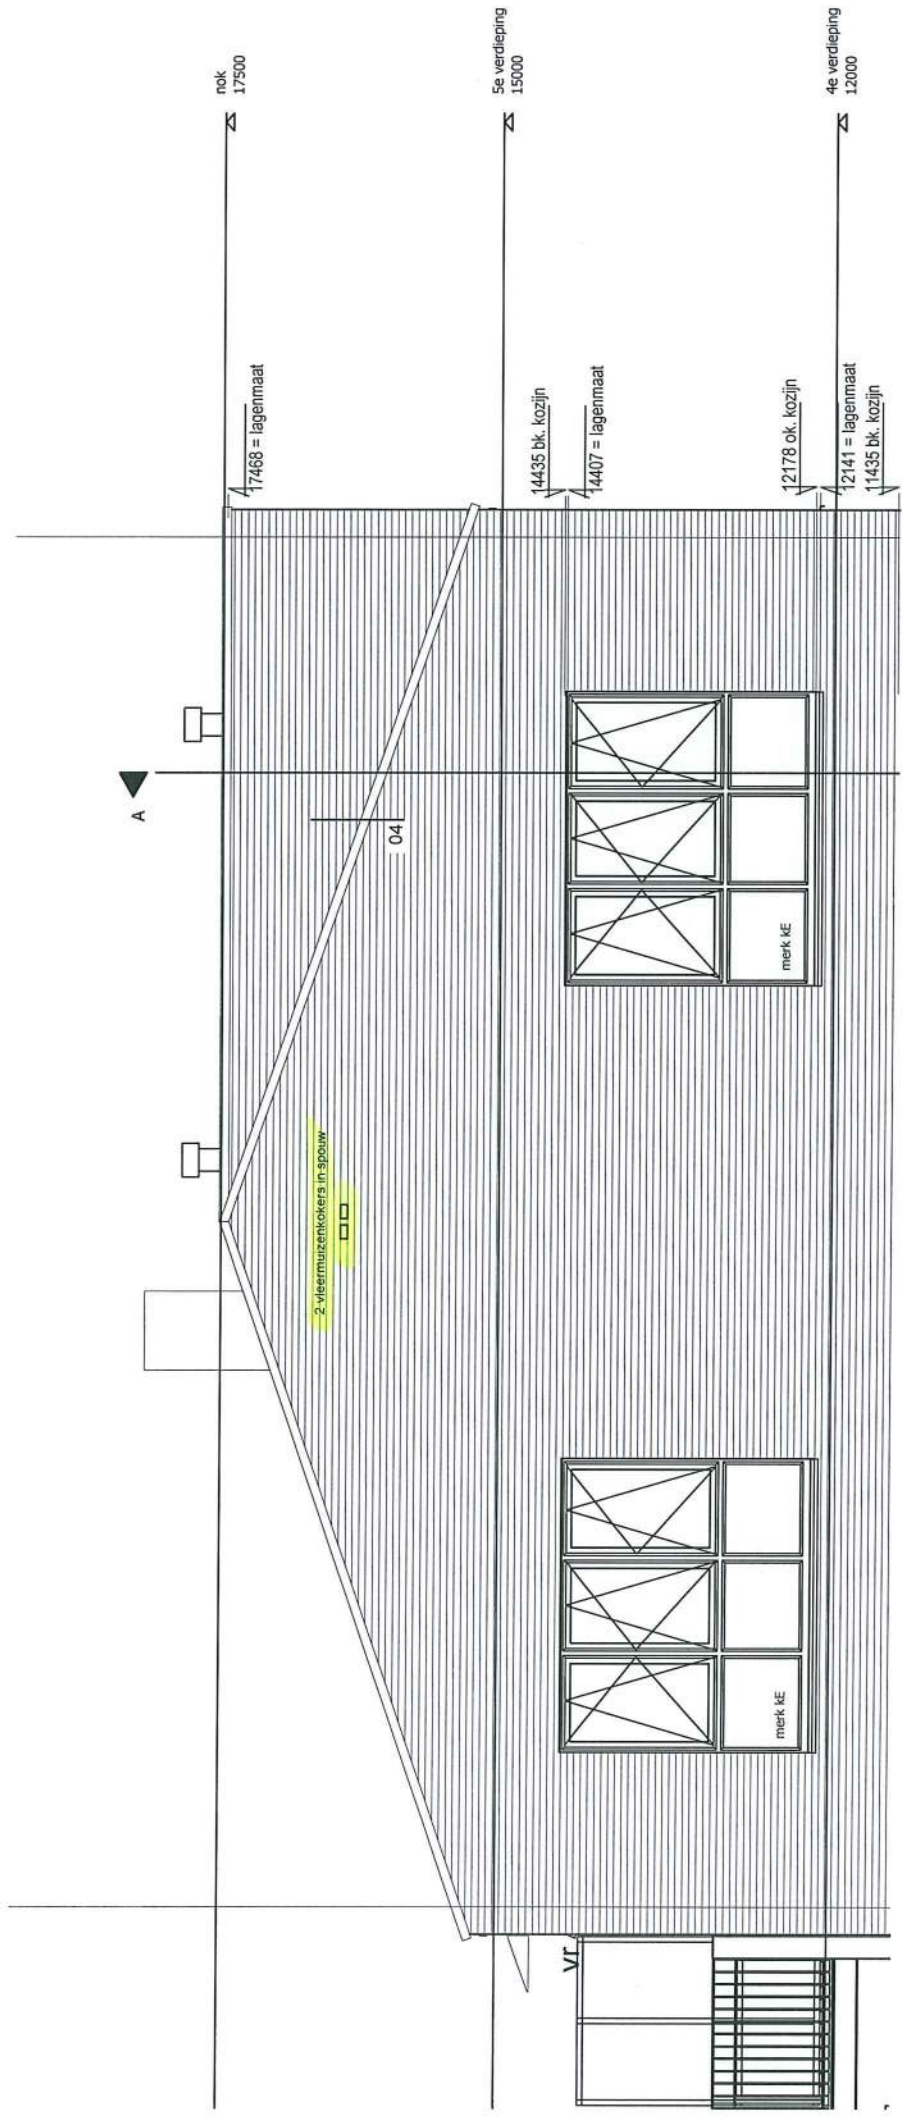 nok
17500
5e verdieping
15000
4e verdieping
12000
17468 = lagenmaat
14435 bk. kozijn
14407 = lagenmaat
12178 ok. kozijn
12141 = lagenmaat
11435 bk. kozijn
A
04
2 vleermuizenkokers in spouw
merk kE
merk kE
vr